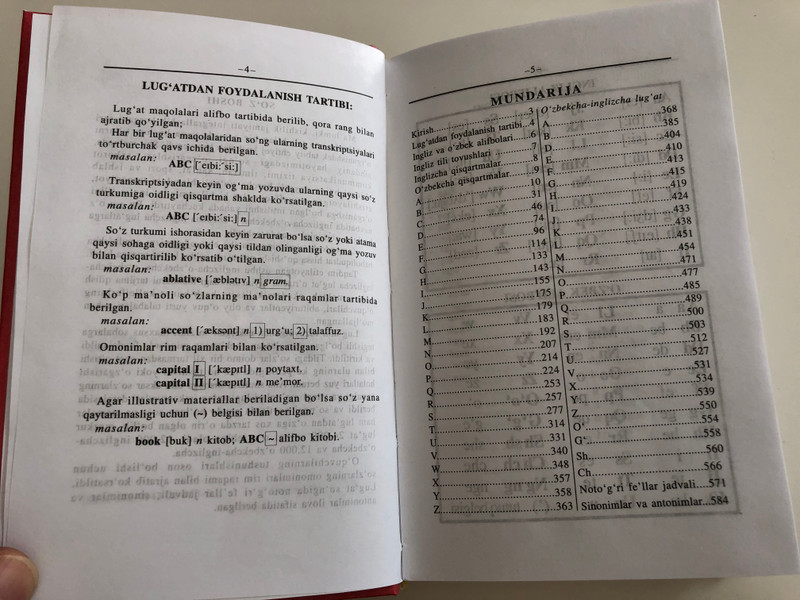 –4–
LUG‘ATDAN FOYDALANISH TARTIBI:
Lug‘at maqolalari alifbo tartibida berilib, qora rang bilan
ajratib qo‘yilgan;
Har bir lug‘at maqolalaridan so‘ng ularning transkriptsiyalari
to‘rtburchak qavs ichida berilgan.
masalan:
ABC [ˊeɪbi:ˊsi:]
Transkriptsiyadan keyin og‘ma yozuvda ularning qaysi so‘z
turkumiga oidligi qisqartma shaklda ko‘rsatilgan.
masalan:
ABC [ˊeɪbi:ˊsi:] n
So‘z turkumi ishorasidan keyin zarurat bo‘lsa so‘z yoki atama
qaysi sohaga oidligi yoki qaysi tildan olinganligi og‘ma yozuv
bilan qisqartirilib ko‘rsatib o‘tilgan.
masalan:
ablative [ˊæblətɪv] n gram.
Ko‘p ma’noli so‘zlarning ma’nolari raqamlar tartibida
berilgan.
masalan:
accent [ˊæksənt] n 1) urg‘u; 2) talaffuz.
Omonimlar rim raqamlari bilan ko‘rsatilgan.
masalan:
capital I [ˊkæpɪtl] n poytaxt.
capital II [ˊkæpɪtl] n me’mor.
Agar illustrativ materiallar beriladigan bo‘lsa so‘z yana
qaytarilmasligi uchun (~) belgisi bilan berilgan.
masalan:
book [buk] n kitob; ABC ~ alifbo kitobi.
–5–
MUNDARIJA
Kirish.....................3
Lug‘atdan foydalanish tartibi..4
Ingliz va o‘zbek alifbolari....6
Ingliz tili tovushlari.........7
Inglizcha qisqartmalar.........8
O‘zbekcha qisqartmalar.........9
A..........................10
B..........................31
C..........................46
D..........................74
E..........................96
F..........................114
G..........................133
H..........................143
I..........................155
J..........................175
K..........................179
L..........................183
M..........................192
N..........................207
O..........................214
P..........................224
Q..........................253
R..........................257
S..........................277
T..........................314
U..........................331
V..........................340
W..........................348
X..........................357
Y..........................358
Z..........................363
O‘zbekcha-inglizcha lug‘at
A..........................368
B..........................385
D..........................404
E..........................410
F..........................413
G..........................415
H..........................419
I..........................424
J..........................433
K..........................438
L..........................451
M..........................454
N..........................471
O..........................477
P..........................485
Q..........................489
R..........................500
S..........................503
T..........................512
U..........................527
V..........................531
X..........................534
Y..........................539
Z..........................550
O‘.........................554
G‘.........................558
Sh.........................560
Ch.........................566
Noto‘g‘ri fe’llar jadvali....571
Sinonimlar va antonimlar...584